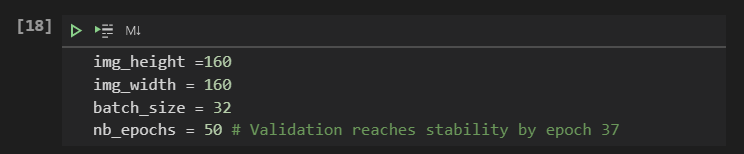 [18]
M↓
img_height =160
img_width = 160
batch_size = 32
nb_epochs = 50 # Validation reaches stability by epoch 37